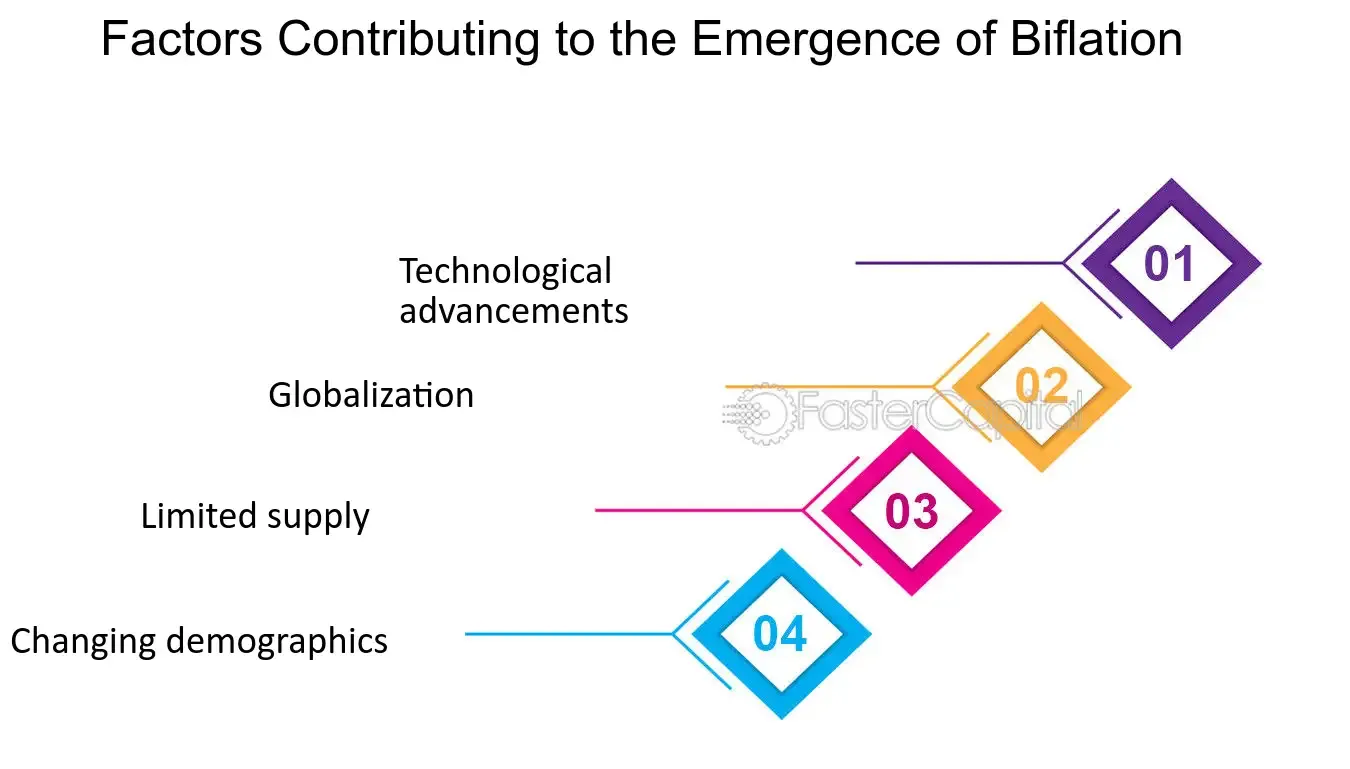 Factors Contributing to the Emergence of Biflation
01
Technological
advancements
02
Globalization
FasterCapital
03
Limited supply
04
Changing demographics